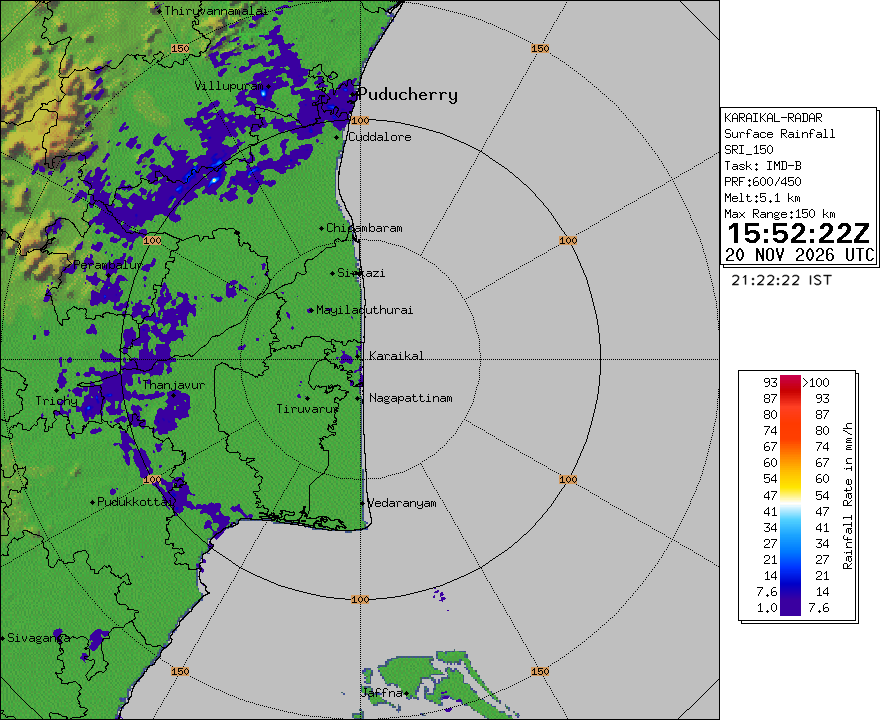 Thiruvannamalai
150
150
Villupuram
Puducherry
100
Cuddalore
Chidambaram
100
100
Perambalur
Sirkazi
Mayiladuthurai
Karaikal
Thanjavur
Trichy
Tiruvarur
Nagapattinam
100
100
Pudukkottai
Vedaranyam
100
Sivaganga
150
150
Jaffna
KARAIKAL-RADAR
Surface Rainfall
SRI_150
Task: IMD-B
PRF:600/450
Melt:5.1 km
Max Range:150 km
15:52:22Z
20 NOV 2026 UTC
21:22:22 IST
93 >100
87 93
80 87
74 80
67 74
60 67
54 60
47 54
41 47
34 41
27 34
21 27
14 21
7.6 14
1.0 7.6
Rainfall Rate in mm/h